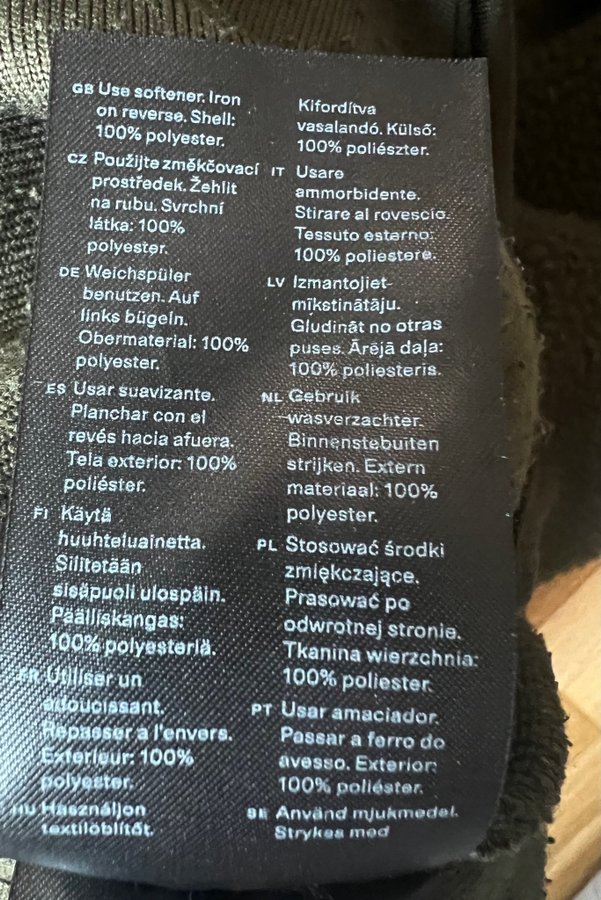 GB Use softener. Iron
on reverse. Shell:
100% polyester.
CZ Použijte změkčovací
prostředek. Žehlit
na rubu. Svrchní
látka: 100%
polyester.
DE Weichspüler
benutzen. Auf
links bügeln.
Obermaterial: 100%
polyester.
ES Usar suavizante.
Planchar con el
revés hacia afuera.
Tela exterior: 100%
poliéster.
FI Käytä
huuhteluainetta.
Silitetään
sisäpuoli ulospäin.
Päälliskangas:
100% polyesteriä.
FR Utiliser un
adoucissant.
Repasser a l'envers.
Exterieur: 100%
polyester.
HU Használjon
textilöblítőt.
Kifordítva
vasalandó. Külső:
100% poliészter.
IT Usare
ammorbidente.
Stirare al rovescio.
Tessuto esterno:
100% poliestere.
LV Izmantojiet
mīkstinātāju.
Gludināt no otras
puses. Ārējā daļa:
100% poliesteris.
NL Gebruik
wasverzachter.
Binnenstebuiten
strijken. Extern
materiaal: 100%
polyester.
PL Stosować środki
zmiękczające.
Prasować po
odwrotnej stronie.
Tkanina wierzchnia:
100% poliester.
PT Usar amaciador.
Passar a ferro do
avesso. Exterior:
100% poliéster.
SE Använd mjukmedel.
Strykes med